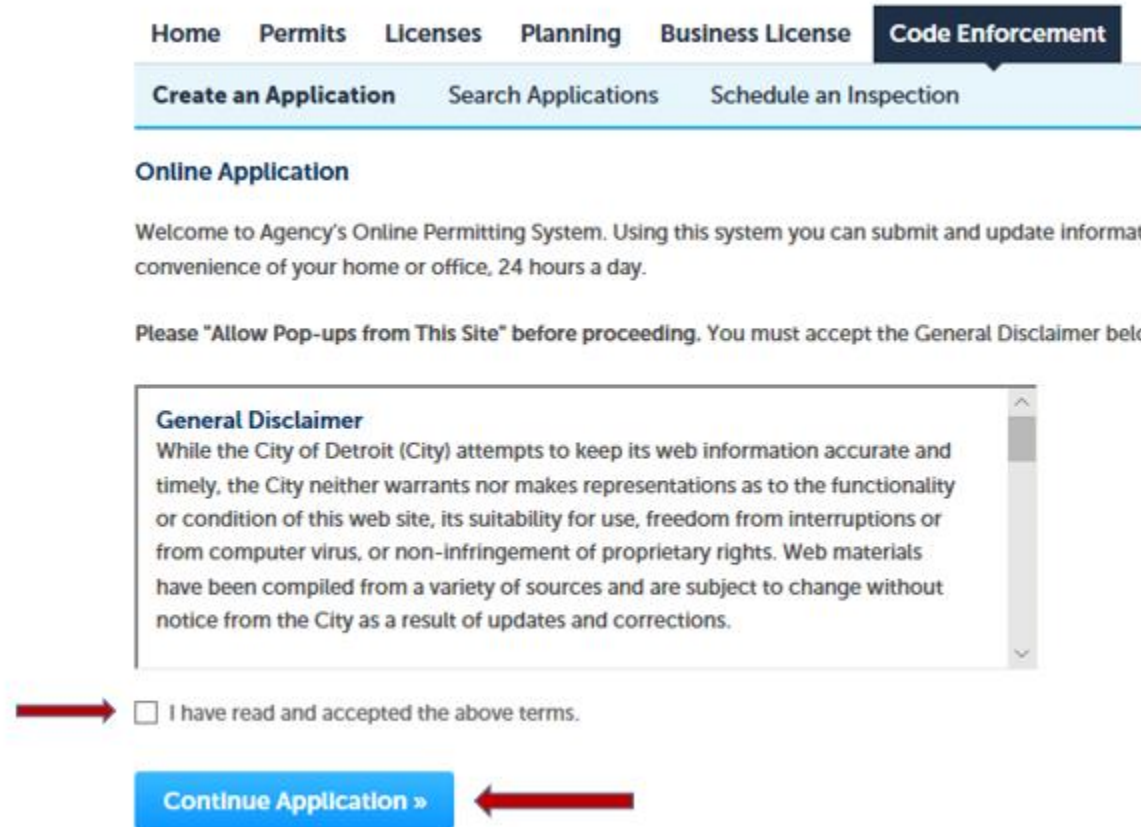 Home Permits Licenses Planning Business License Code Enforcement
Create an Application Search Applications Schedule an Inspection
Online Application
Welcome to Agency's Online Permitting System. Using this system you can submit and update
convenience of your home or office, 24 hours a day.
Please "Allow Pop-ups from This Site" before proceeding. You must accept the General Disclaimer
General Disclaimer
While the City of Detroit (City) attempts to keep its web information accurate and
timely, the City neither warrants nor makes representations as to the functionality
or condition of this web site, its suitability for use, freedom from interruptions or
from computer virus, or non-infringement of proprietary rights. Web materials
have been compiled from a variety of sources and are subject to change without
notice from the City as a result of updates and corrections.
I have read and accepted the above terms.
Continue Application »